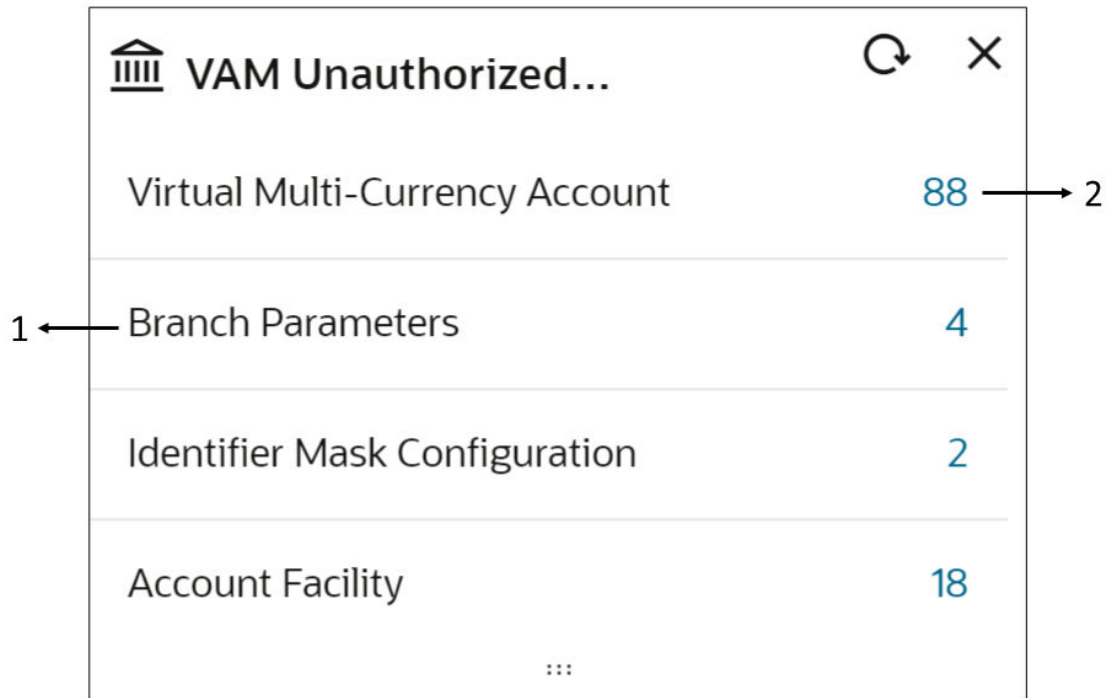 VAM Unauthorized...
Virtual Multi-Currency Account 88 2
1 Branch Parameters 4
Identifier Mask Configuration 2
Account Facility 18